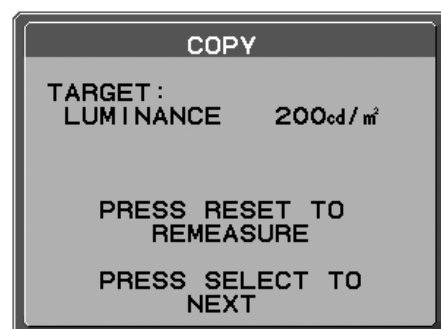 COPY
TARGET:
LUMINANCE 200cd/㎡
PRESS RESET TO
REMEASURE
PRESS SELECT TO
NEXT